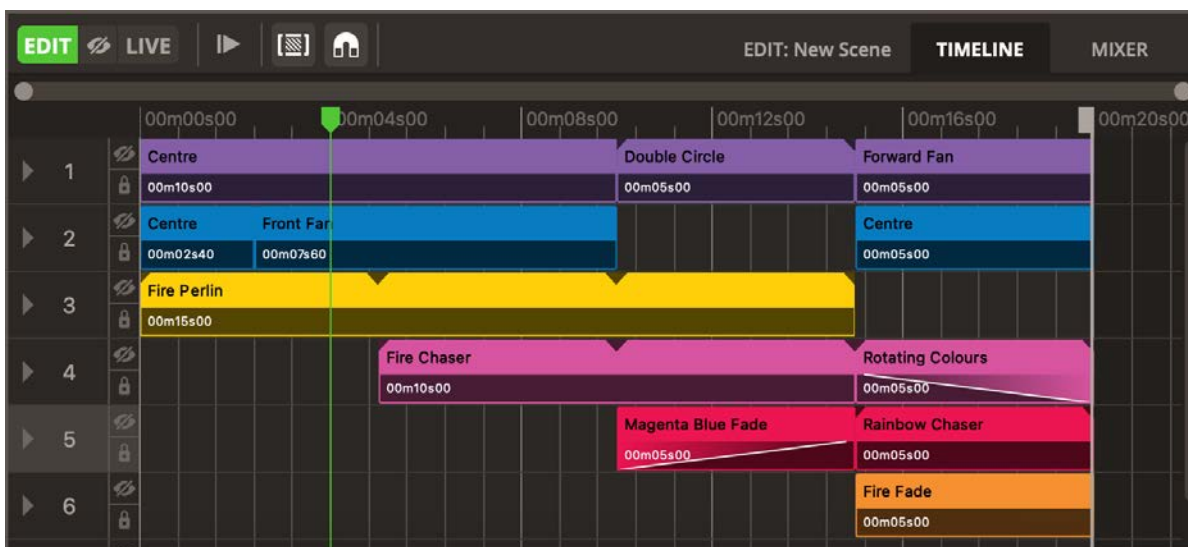 EDIT LIVE EDIT: New Scene TIMELINE MIXER
00m00s00 00m04s00 00m08s00 00m12s00 00m16s00 00m20s00
1 Centre Double Circle Forward Fan
00m10s00 00m05s00 00m05s00
2 Centre Front Fan Centre
00m02s40 00m07s60 00m05s00
3 Fire Perlin
00m15s00
4 Fire Chaser Rotating Colours
00m10s00 00m05s00
5 Magenta Blue Fade Rainbow Chaser
00m05s00 00m05s00
6 Fire Fade
00m05s00